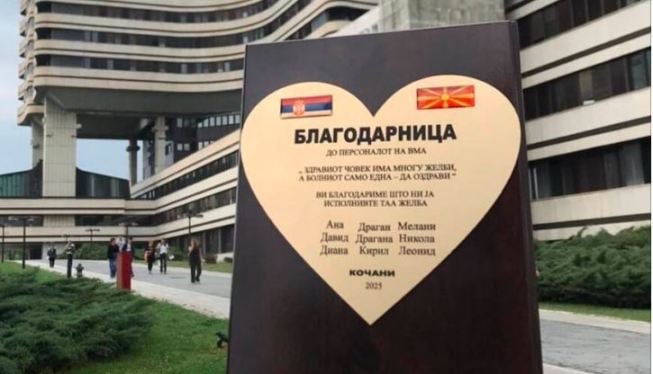 БЛАГОДАРНИЦА
ДО ПЕРСОНАЛОТ НА ВМА
„ ЗДРАВИОТ ЧОВЕК ИМА МНОГУ ЖЕЛБИ,
А БОЛНИОТ САМО ЕДНА – ДА ОЗДРАВИ “
ВИ БЛАГОДАРИМЕ ШТО НИ ЈА
ИСПОЛНИВТЕ ТАА ЖЕЛБА
Ана Драган Мелани
Давид Драгана Никола
Диана Кирил Леонид
КОЧАНИ
2025